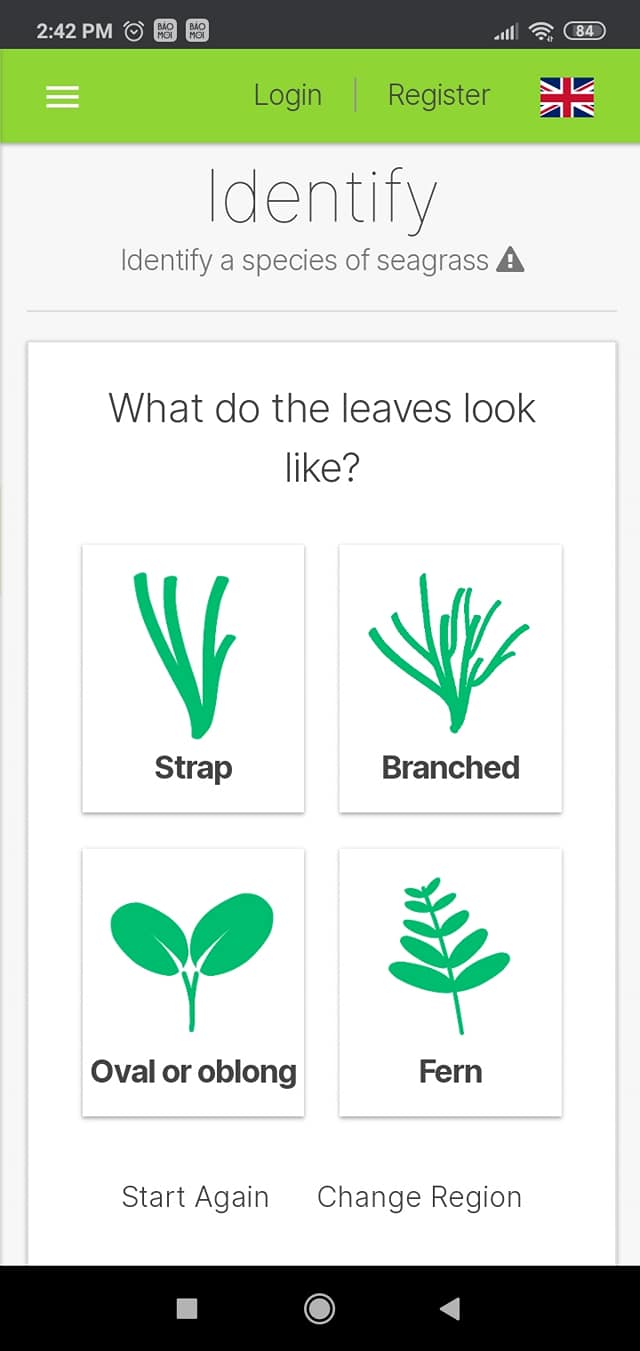 2:42 PM BÁO MỚI BÁO MỚI 84
Login Register
Identify
Identify a species of seagrass
What do the leaves look
like?
Strap Branched
Oval or oblong Fern
Start Again Change Region